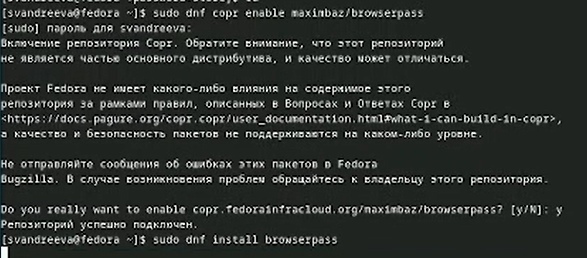 [svandreeva@fedora ~]$ sudo dnf copr enable maximbaz/browserpass
[sudo] пароль для svandreeva:
Включение репозитория Copr. Обратите внимание, что этот репозиторий
не является частью основного дистрибутива, и качество может отличаться.
Проект Fedora не имеет какого-либо влияния на содержимое этого
репозитория за рамками правил, описанных в Вопросах и Ответах Copr в
<https://docs.pagure.org/copr.copr/user_documentation.html#what-i-can-build-in-copr>,
а качество и безопасность пакетов не поддерживаются на каком-либо уровне.
Не отправляйте сообщения об ошибках этих пакетов в Fedora
Bugzilla. В случае возникновения проблем обращайтесь к владельцу этого репозитория.
Do you really want to enable copr.fedorainfracloud.org/maximbaz/browserpass? [y/N]: y
Репозиторий успешно подключен.
[svandreeva@fedora ~]$ sudo dnf install browserpass